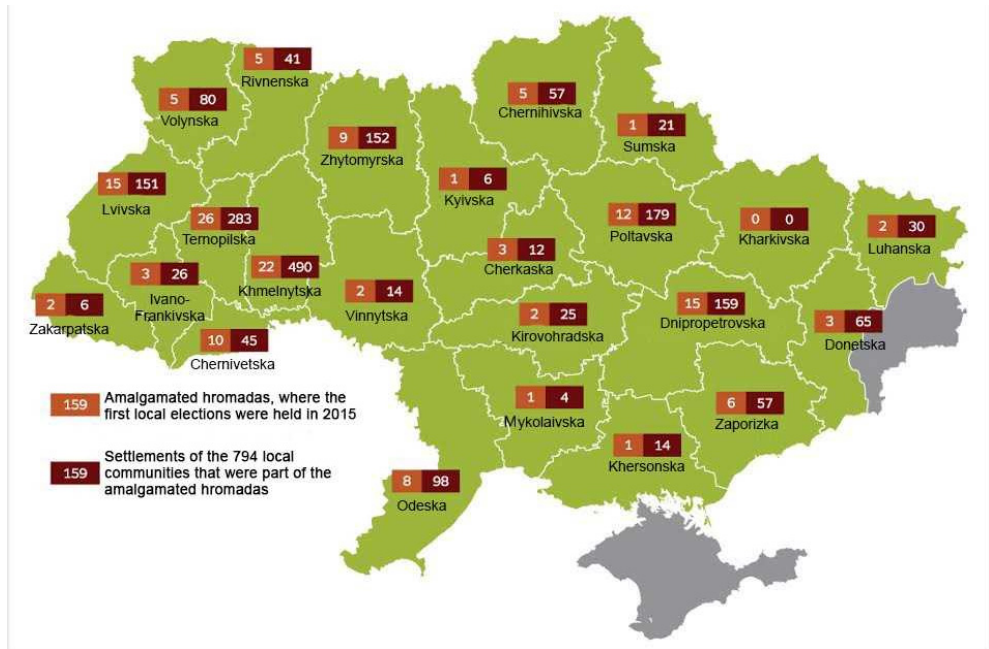 5 41
Rivnenska
5 80
Volynska
5 57
Chernihivska
1 21
Sumska
9 152
Zhytomyrska
15 151
Lvivska
1 6
Kyivska
26 283
Ternopilska
12 179
Poltavska
0 0
Kharkivska
2 30
Luhanska
3 12
Cherkaska
3 26
Ivano-
Frankivska
22 490
Khmelnytska
2 14
Vinnytska
2 6
Zakarpatska
2 25
Kirovohradska
15 159
Dnipropetrovska
3 65
Donetska
10 45
Chernivetska
1 4
Mykolaivska
6 57
Zaporizka
1 14
Khersonska
8 98
Odeska
159 Amalgamated hromadas, where the
first local elections were held in 2015
159 Settlements of the 794 local
communities that were part of the
amalgamated hromadas